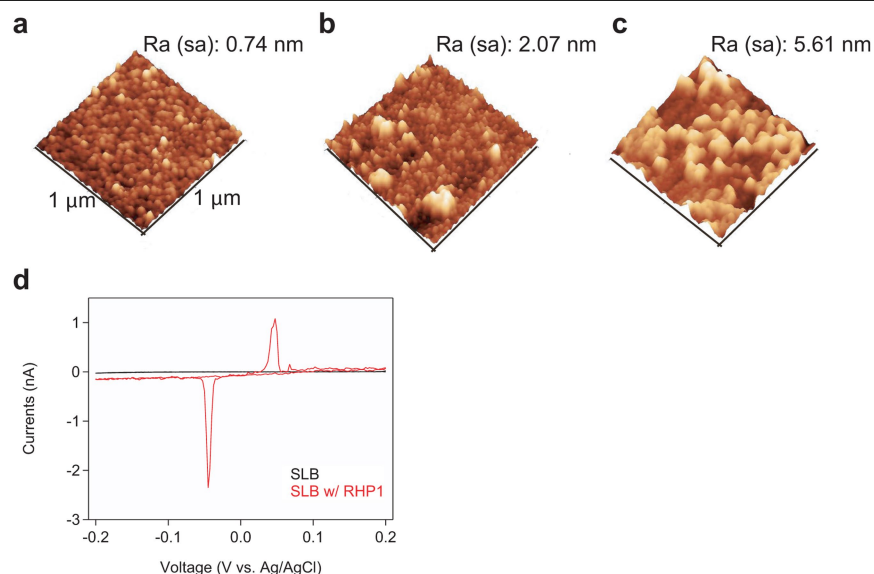 a
Ra (sa): 0.74 nm
b
Ra (sa): 2.07 nm
c
Ra (sa): 5.61 nm
1 μm
1 μm
d
1
0
-1
-2
-3
Currents (nA)
SLB
SLB w/ RHP1
-0.2
-0.1
0.0
0.1
0.2
Voltage (V vs. Ag/AgCl)